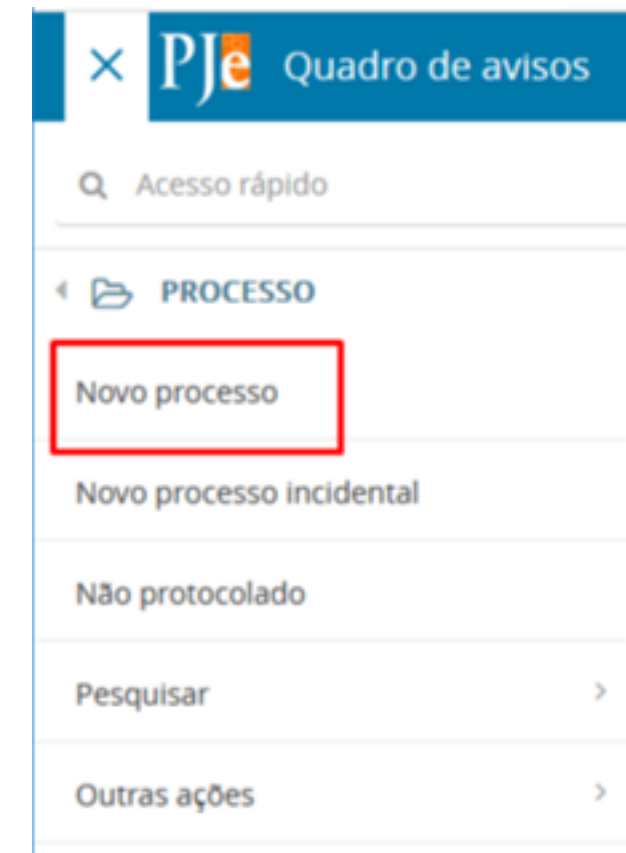 PJe Quadro de avisos
Acesso rápido
PROCESSO
Novo processo
Novo processo incidental
Não protocolado
Pesquisar
Outras ações